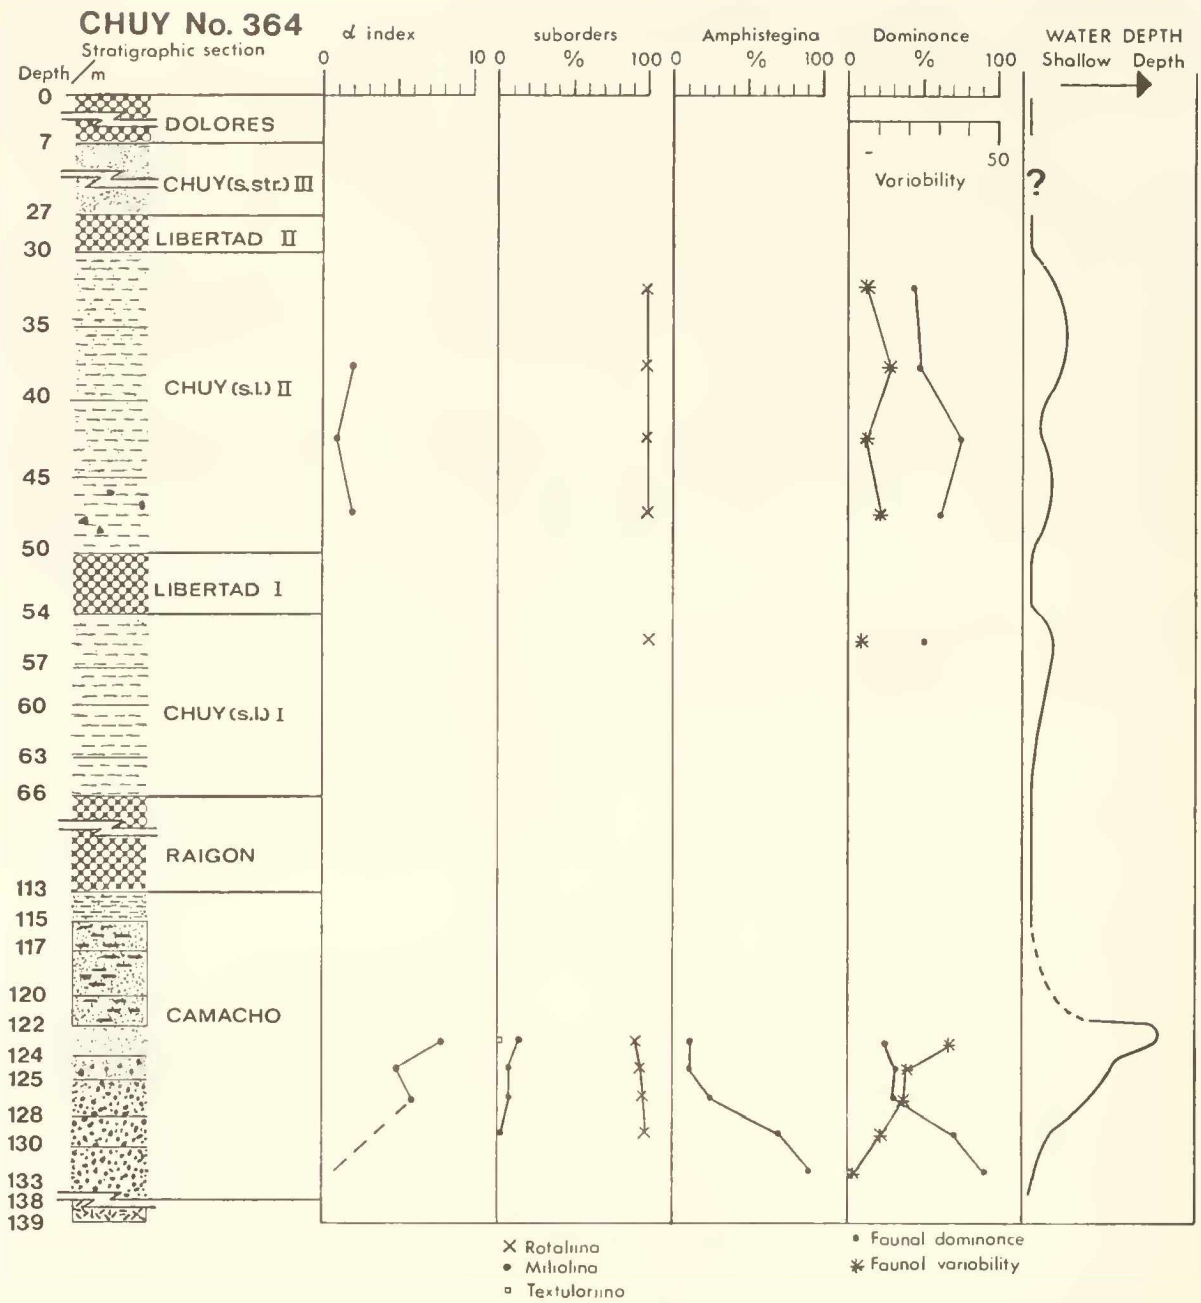 CHUY No. 364
Stratigraphic section
Depth/m
α index
0 10
suborders
0 % 100
Amphistegina
0 100
Dominonce
0 % 100
50
Voriobility
WATER DEPTH
Shallow Depth
?
0
DOLORES
7
CHUY(s.str.) III
27
LIBERTAD II
30
35
CHUY(s.l.) II
40
45
50
LIBERTAD I
54
57
60
CHUY(s.l.) I
63
66
RAIGON
113
115
117
120
CAMACHO
122
124
125
128
130
133
138
139
× Rotaliina
• Miliolina
▫ Textulariina
• Faunal dominance
✳ Faunal variability